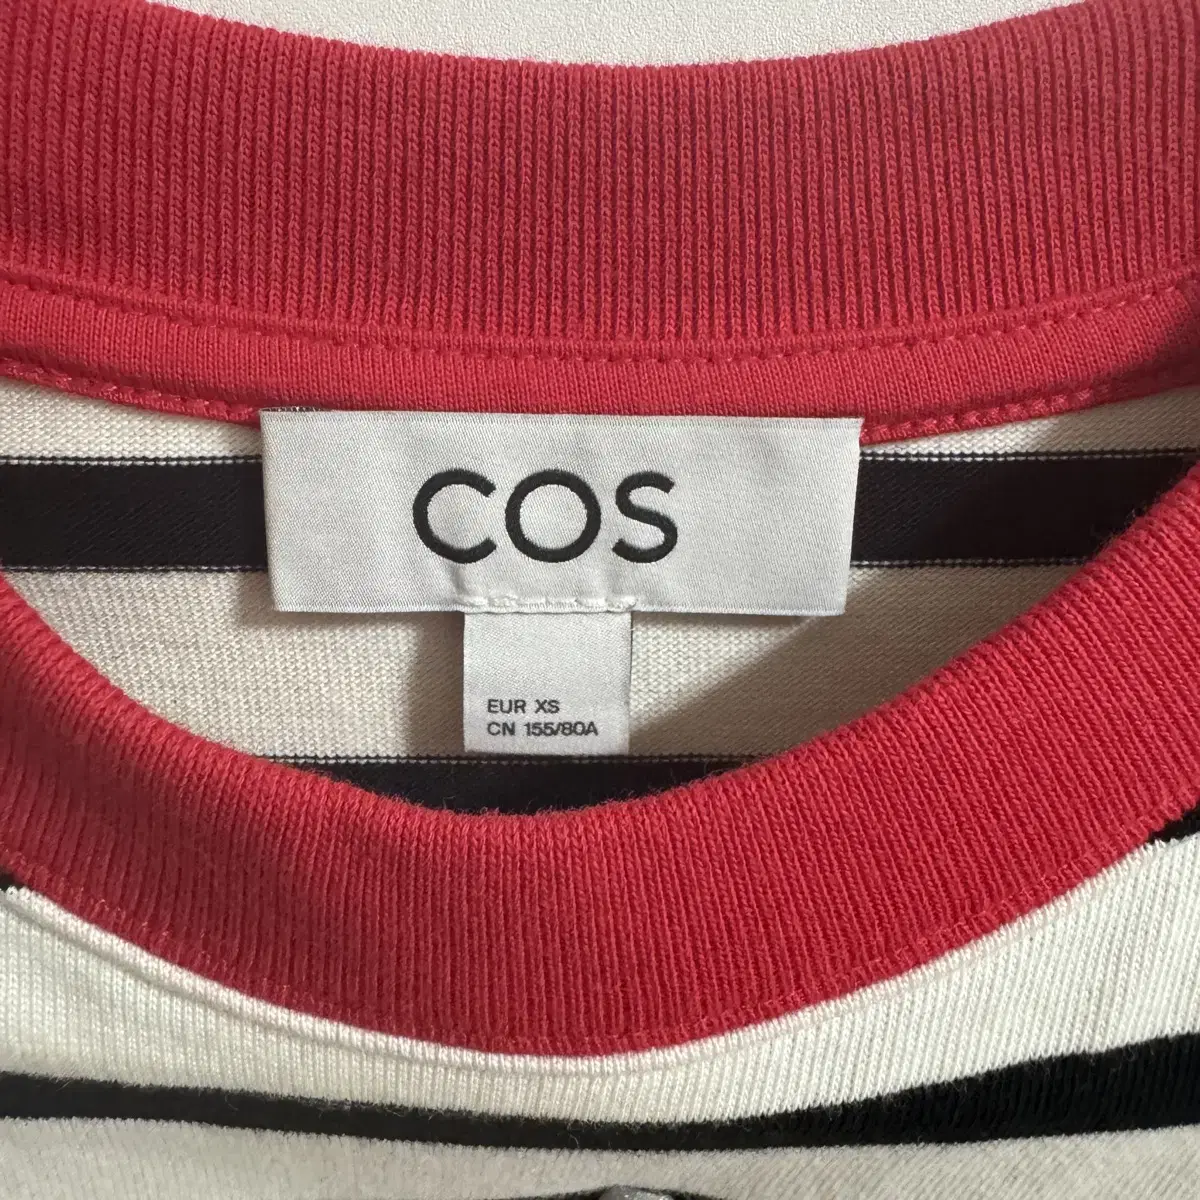 COS
EUR XS
CN 155/80A